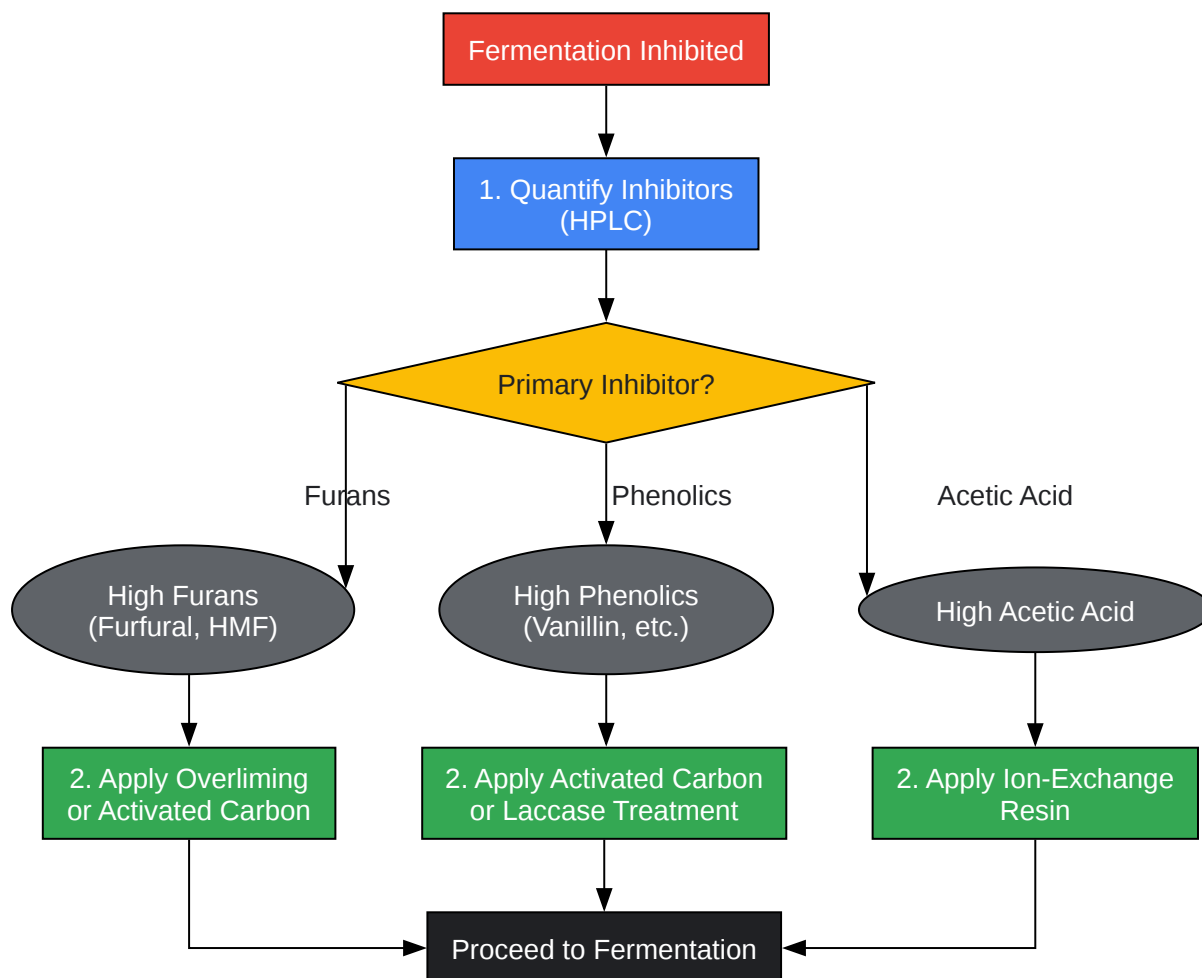 Fermentation Inhibited
1. Quantify Inhibitors
(HPLC)
Primary Inhibitor?
Furans
Phenolics
Acetic Acid
High Furans
(Furfural, HMF)
High Phenolics
(Vanillin, etc.)
High Acetic Acid
2. Apply Overliming
or Activated Carbon
2. Apply Activated Carbon
or Laccase Treatment
2. Apply Ion-Exchange
Resin
Proceed to Fermentation